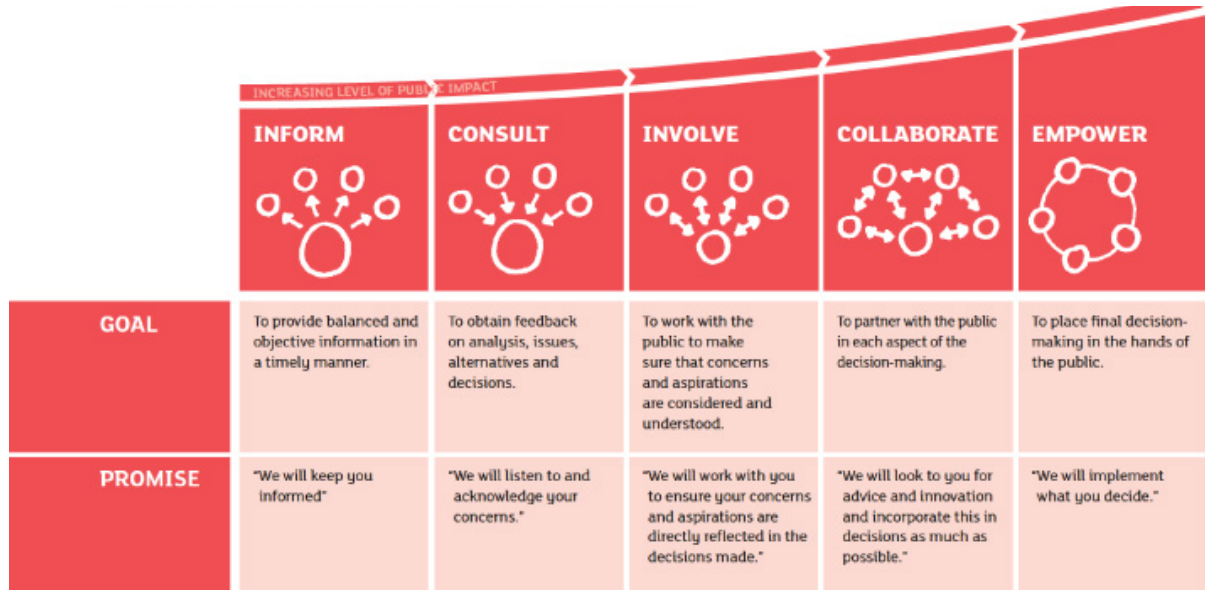 INCREASING LEVEL OF PUBLIC IMPACT
INFORM
CONSULT
INVOLVE
COLLABORATE
EMPOWER
GOAL
To provide balanced and
objective information in
a timely manner.
To obtain feedback
on analysis, issues,
alternatives and
decisions.
To work with the
public to make
sure that concerns
and aspirations
are considered and
understood.
To partner with the public
in each aspect of the
decision-making.
To place final decision-
making in the hands of
the public.
PROMISE
“We will keep you
informed”
“We will listen to and
acknowledge your
concerns.”
“We will work with you
to ensure your concerns
and aspirations are
directly reflected in the
decisions made.”
“We will look to you for
advice and innovation
and incorporate this in
decisions as much as
possible.”
“We will implement
what you decide.”